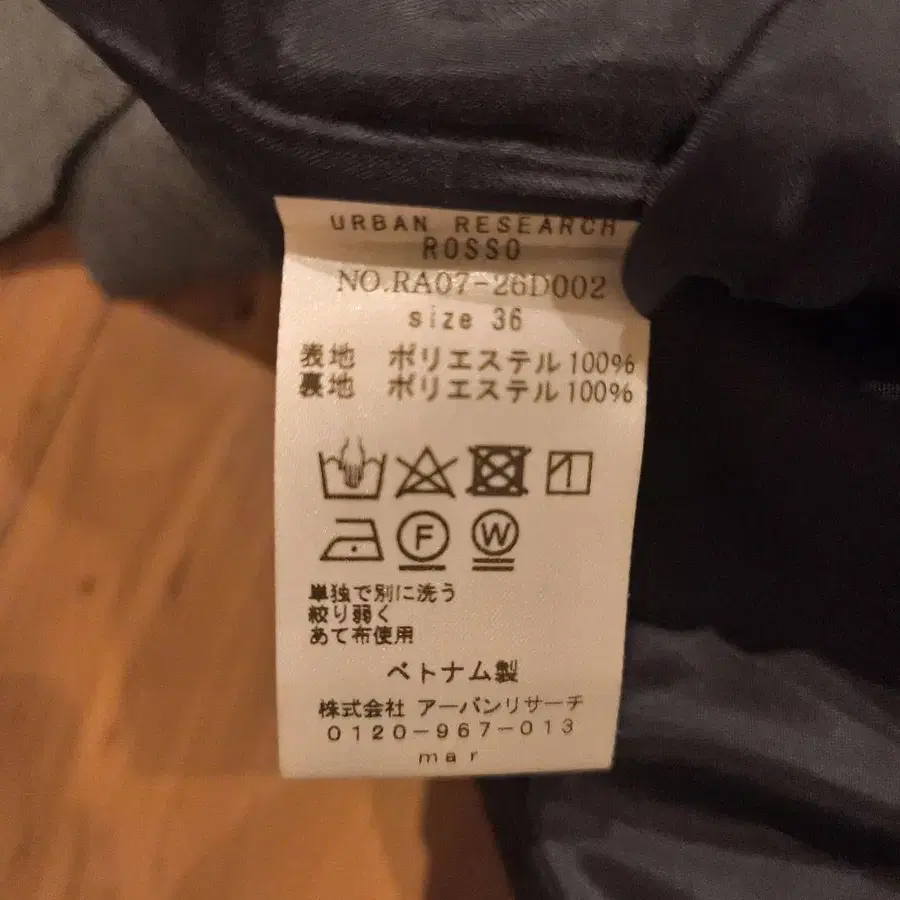 URBAN RESEARCH
ROSSO
NO.RA07-26D002
size 36
表地 ポリエステル100%
裏地 ポリエステル100%
F W
単独で別に洗う
絞り弱く
あて布使用
ベトナム製
株式会社 アーバンリサーチ
0120-967-013
mar